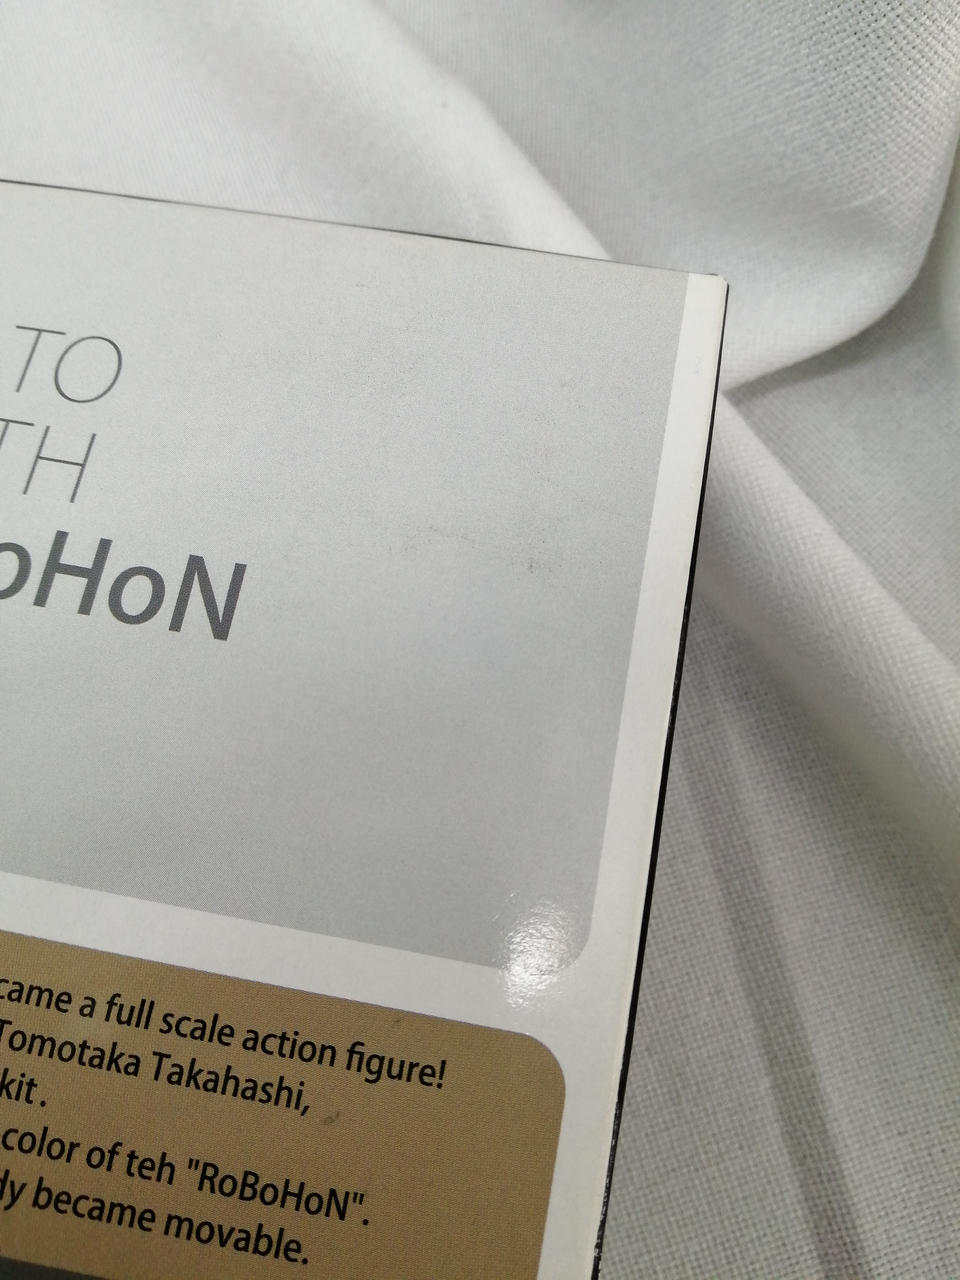 TO
TH
oHoN
came a full scale action figure!
Tomotaka Takahashi,
kit.
color of teh "RoBoHoN".
dy became movable.